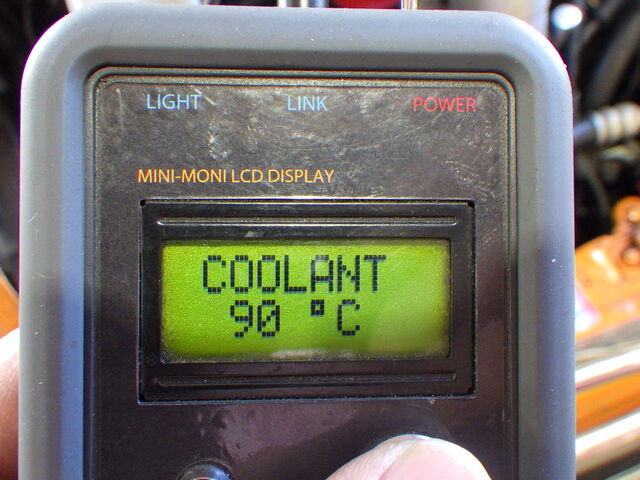 LIGHT LINK POWER
MINI-MONI LCD DISPLAY
COOLANT
90 °C